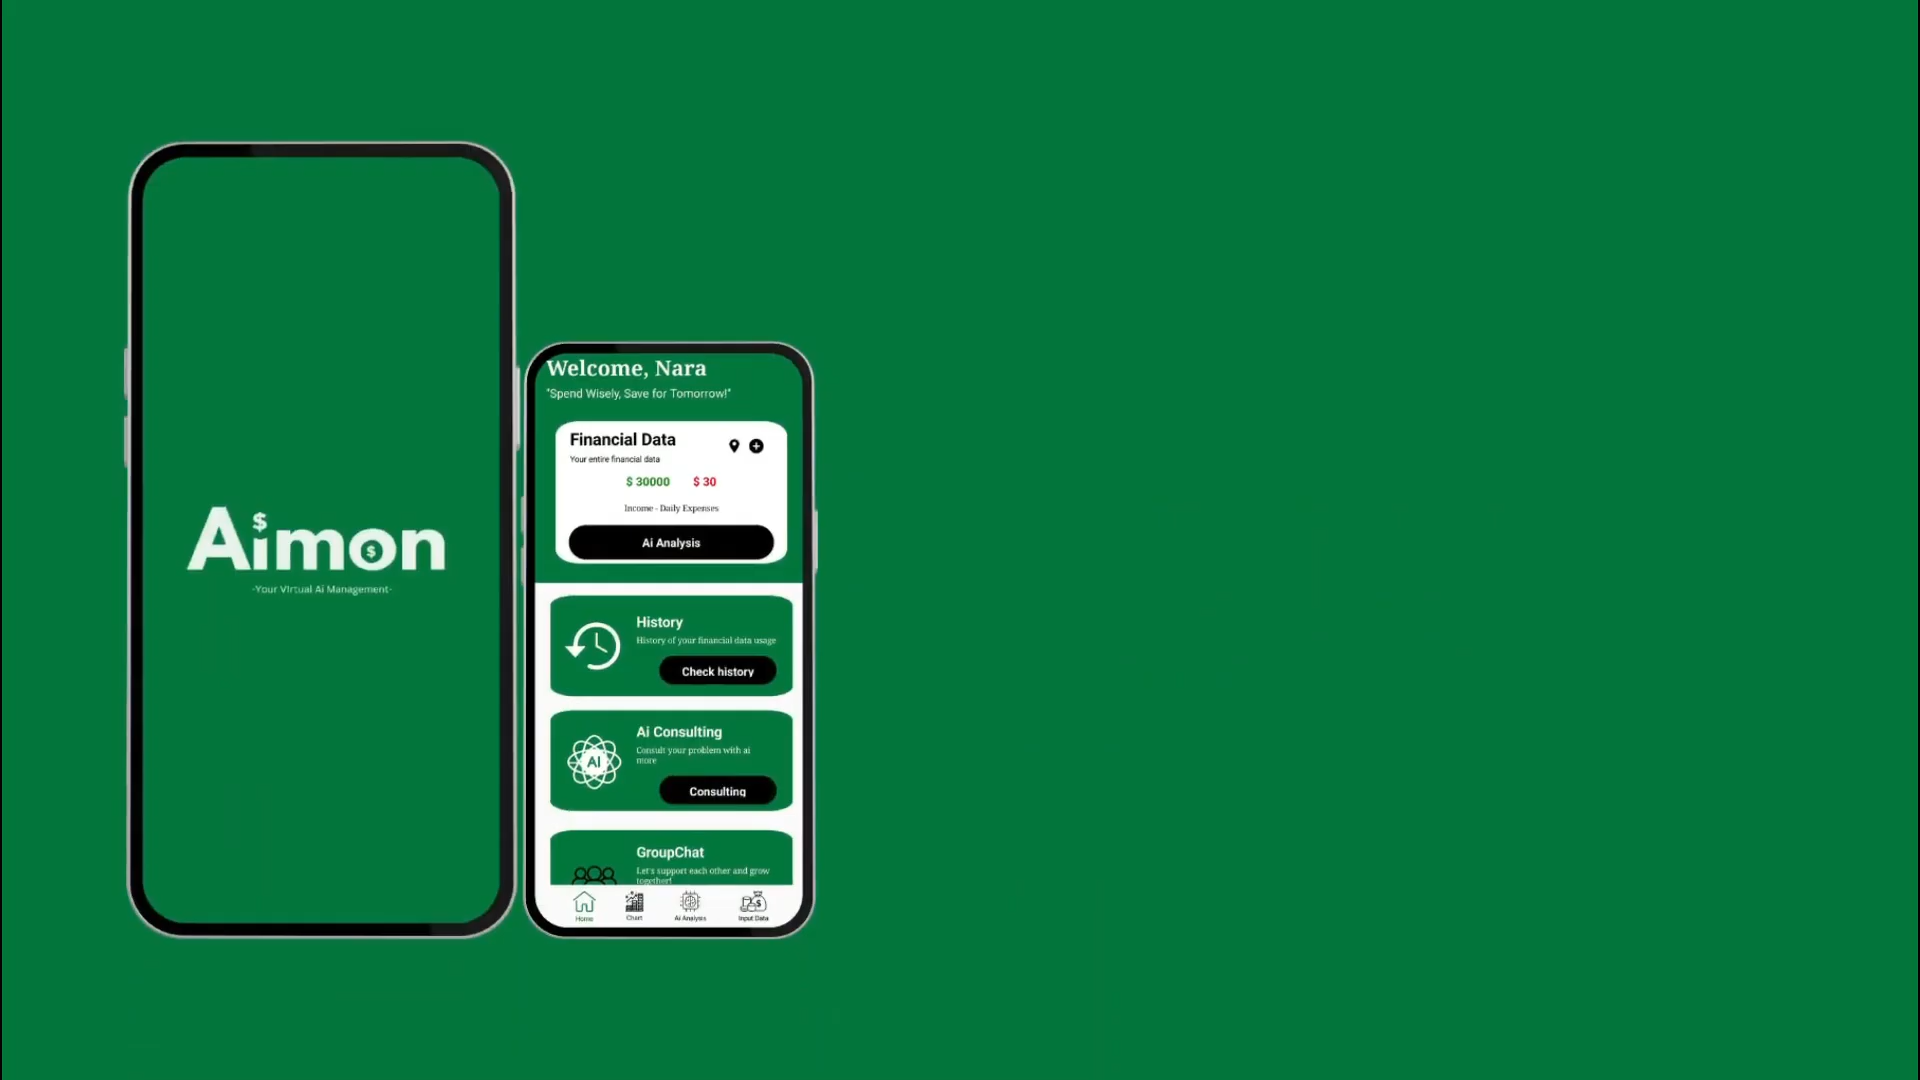 Aimon
-Your Virtual Ai Management-
Welcome, Nara
"Spend Wisely, Save for Tomorrow!"
Financial Data
Your entire financial data
$ 30000 $ 30
Income - Daily Expenses
Ai Analysis
History
History of your financial data usage
Check history
Ai Consulting
AI
Consult your problem with ai
more
Consulting
GroupChat
Let's support each other and grow
together!
Home Chart Ai Analysis Input Data